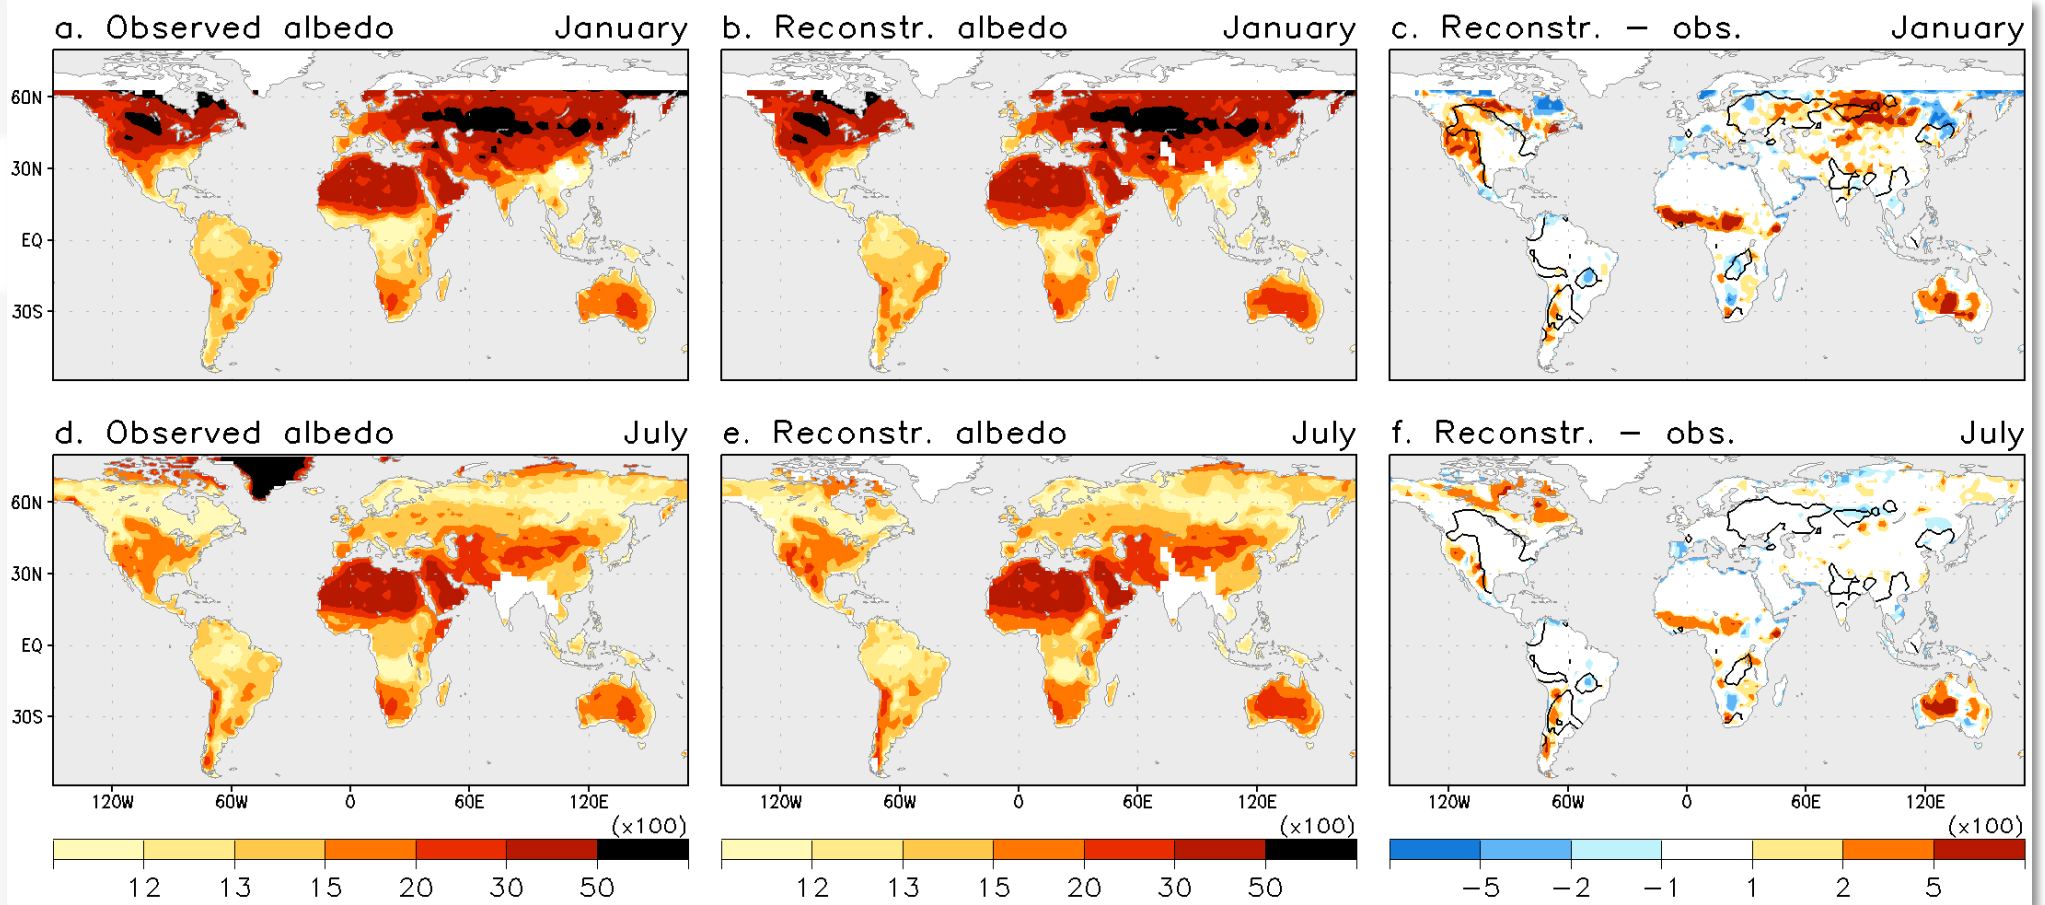 a. Observed albedo January
b. Reconstr. albedo January
c. Reconstr. – obs. January
60N
30N
EQ
30S
d. Observed albedo July
e. Reconstr. albedo July
f. Reconstr. – obs. July
60N
30N
EQ
30S
120W 60W 0 60E 120E
120W 60W 0 60E 120E
120W 60W 0 60E 120E
(x100)
(x100)
(x100)
12 13 15 20 30 50
12 13 15 20 30 50
–5 –2 –1 1 2 5